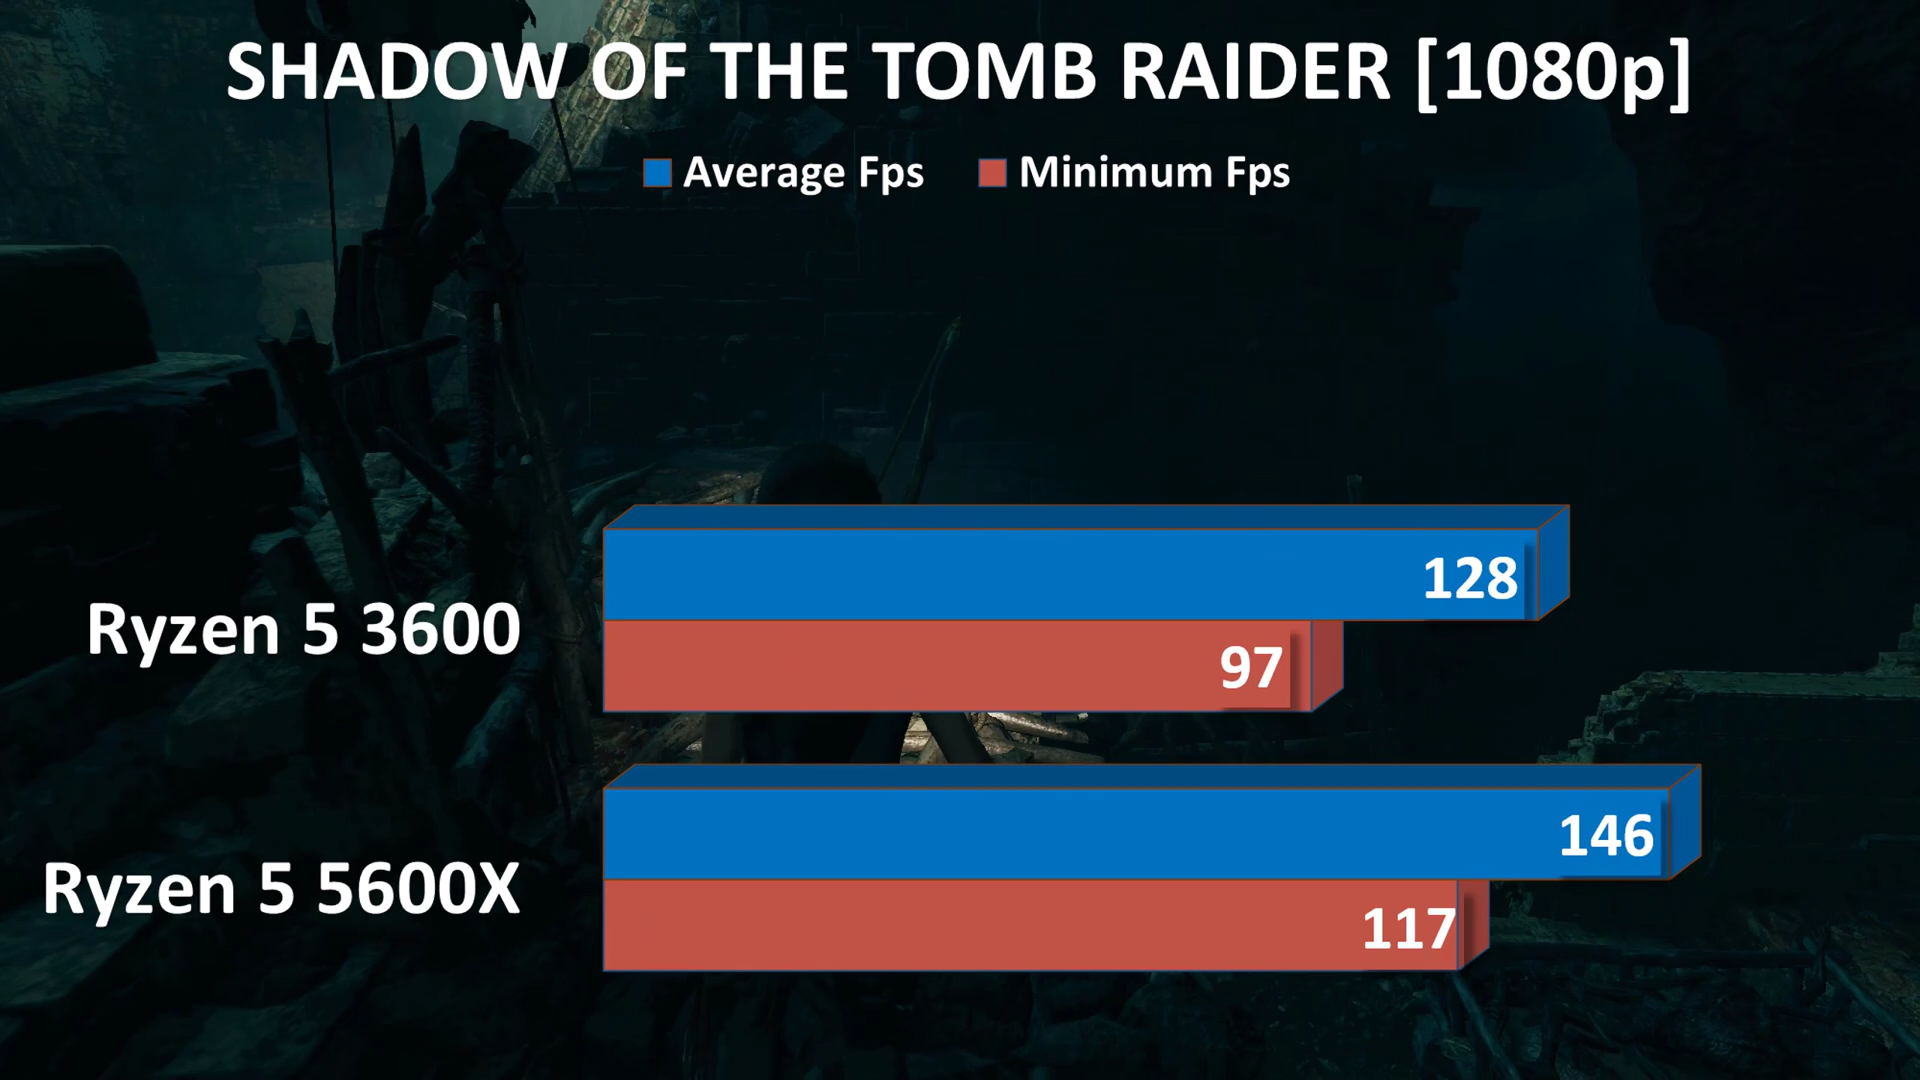 SHADOW OF THE TOMB RAIDER [1080p]
Average Fps Minimum Fps
128
Ryzen 5 3600
97
146
Ryzen 5 5600X
117